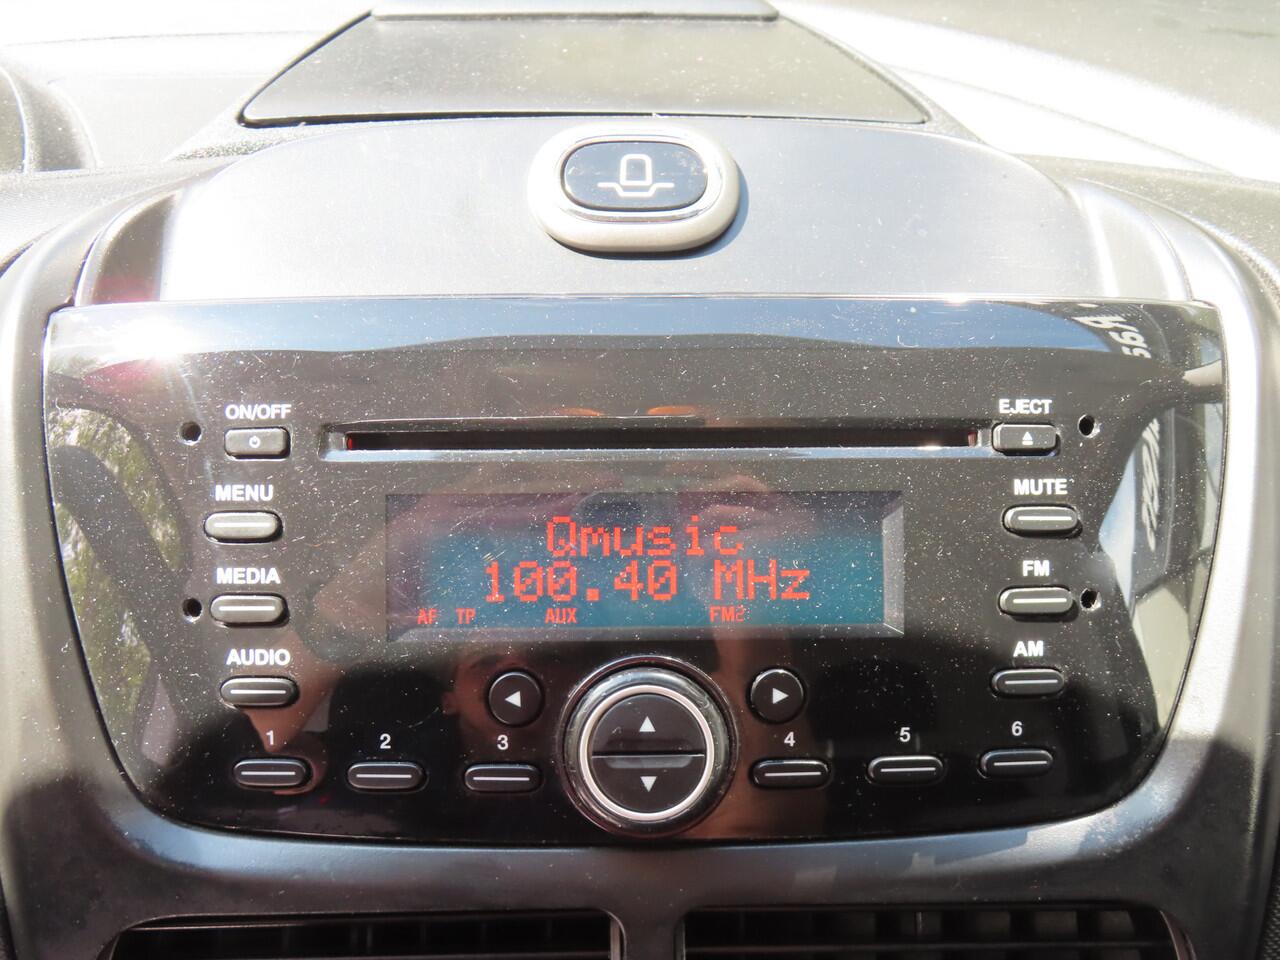 ON/OFF
EJECT
MENU
MUTE
Qmusic
100.40 MHz
MEDIA
FM
AF TP AUX FM2
AUDIO
AM
1 2 3 4 5 6